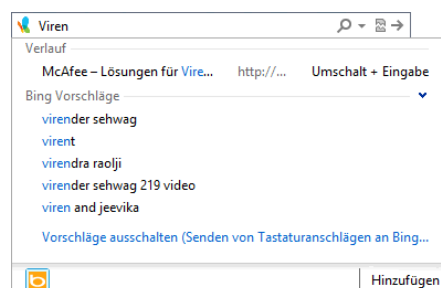 Viren
Verlauf
McAfee – Lösungen für Vire... http://... Umschalt + Eingabe
Bing Vorschläge
virender sehwag
virent
virendra raolji
virender sehwag 219 video
viren and jeevika
Vorschläge ausschalten (Senden von Tastaturanschlägen an Bing...
Hinzufügen